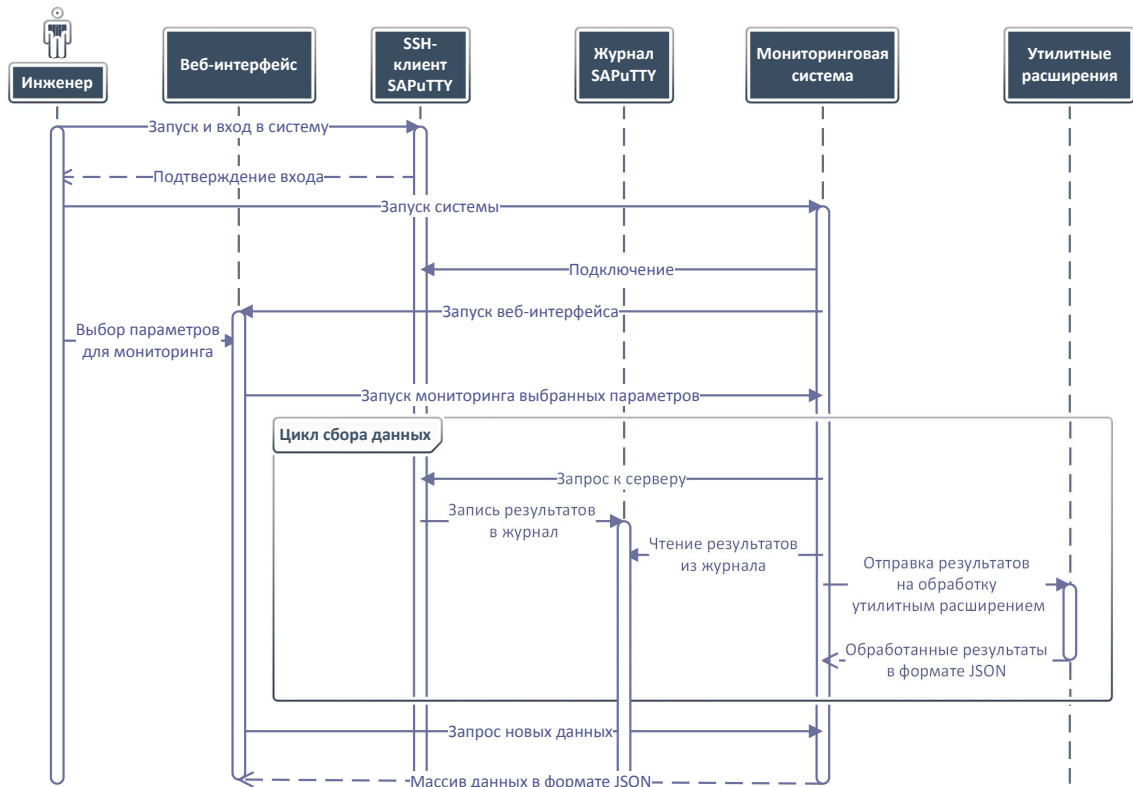 Инженер
Веб-интерфейс
SSH-
клиент
SAPuTTY
Журнал
SAPuTTY
Мониторинговая
система
Утилитные
расширения
Запуск и вход в систему
Подтверждение входа
Запуск системы
Подключение
Запуск веб-интерфейса
Выбор параметров
для мониторинга
Запуск мониторинга выбранных параметров
Цикл сбора данных
Запрос к серверу
Запись результатов
в журнал
Чтение результатов
из журнала
Отправка результатов
на обработку
утилитным расширением
Обработанные результаты
в формате JSON
Запрос новых данных
Массив данных в формате JSON